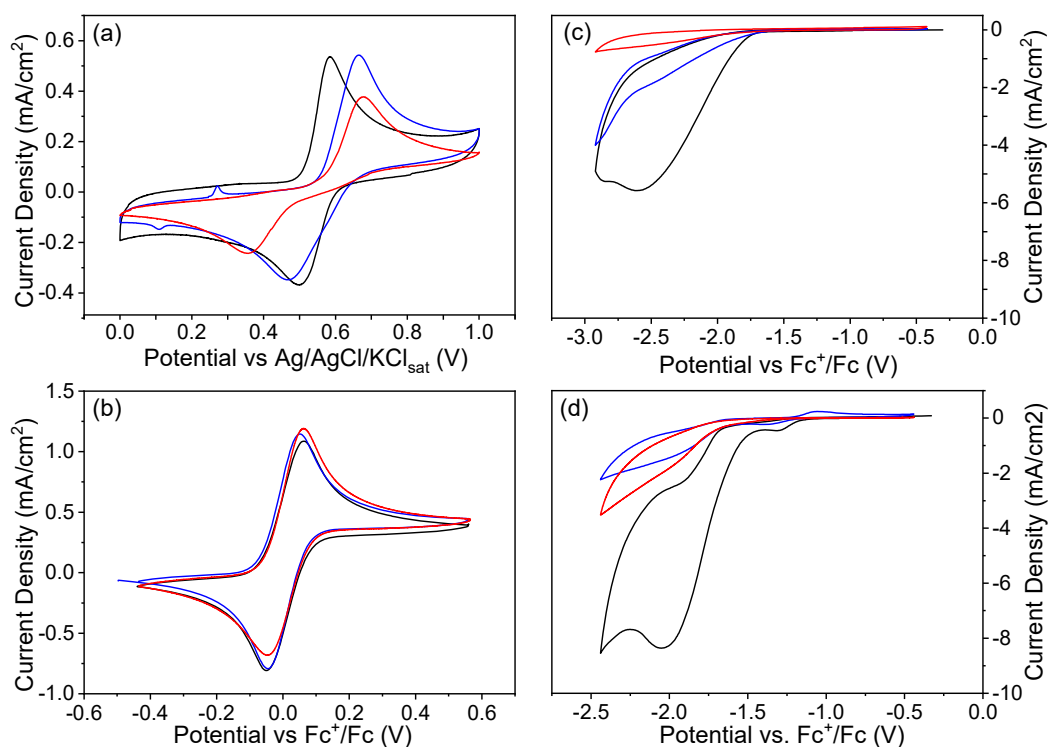 (a)
0.6
0.4
0.2
0.0
-0.2
-0.4
Current Density (mA/cm²)
0.0 0.2 0.4 0.6 0.8 1.0
Potential vs Ag/AgCl/KCl_sat (V)
(c)
0
-2
-4
-6
-8
-10
Current Density (mA/cm²)
-3.0 -2.5 -2.0 -1.5 -1.0 -0.5 0.0
Potential vs Fc⁺/Fc (V)
(b)
1.5
1.0
0.5
0.0
-0.5
-1.0
Current Density (mA/cm²)
-0.6 -0.4 -0.2 0.0 0.2 0.4 0.6
Potential vs Fc⁺/Fc (V)
(d)
0
-2
-4
-6
-8
-10
Current Density (mA/cm2)
-2.5 -2.0 -1.5 -1.0 -0.5 0.0
Potential vs. Fc⁺/Fc (V)